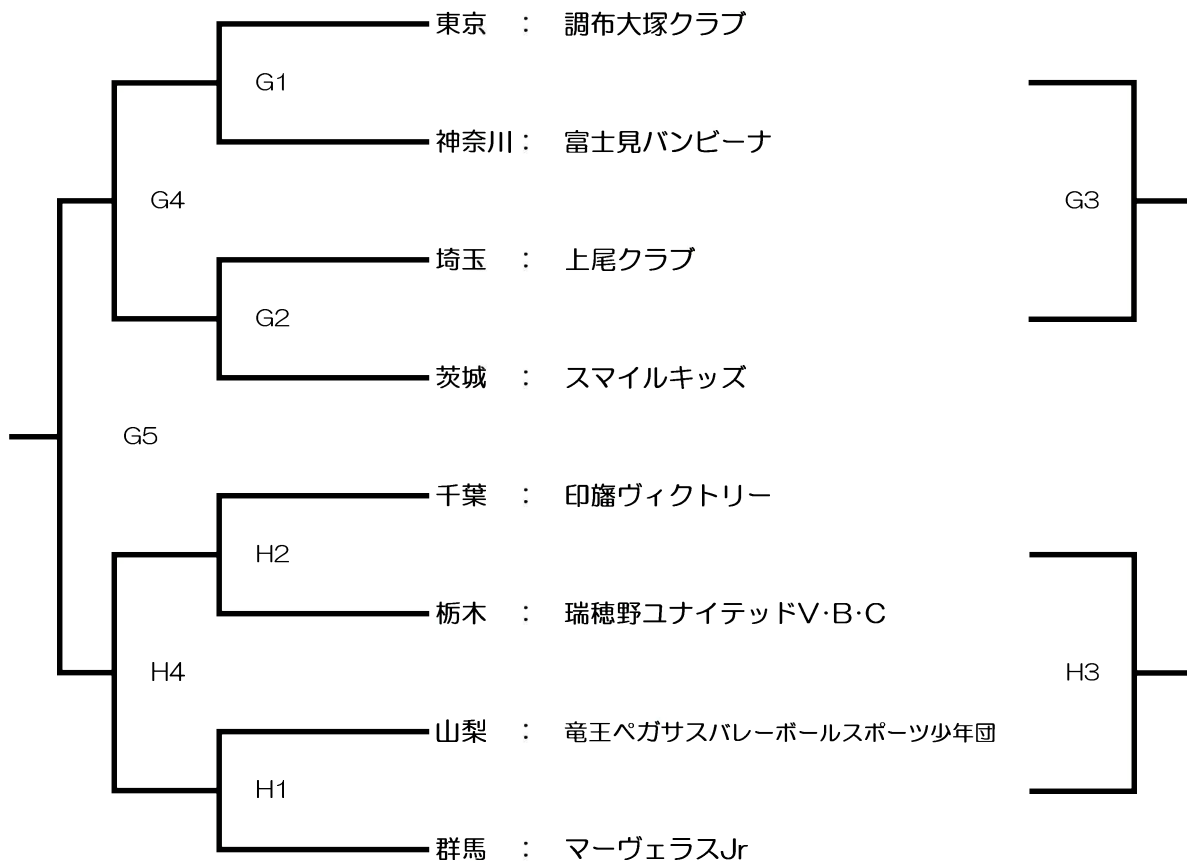 東京 : 調布大塚クラブ
G1
神奈川 : 富士見バンビーナ
G4
G3
埼玉 : 上尾クラブ
G2
茨城 : スマイルキッズ
G5
千葉 : 印旛ヴィクトリー
H2
栃木 : 瑞穂野ユナイテッドV・B・C
H4
H3
山梨 : 竜王ペガサスバレーボールスポーツ少年団
H1
群馬 : マーヴェラスJr